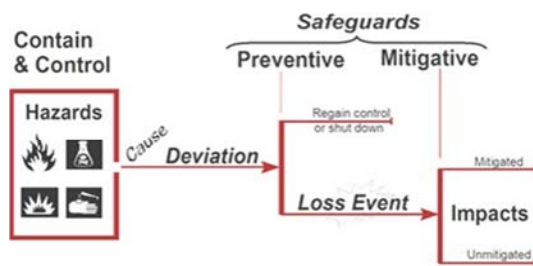 Safeguards
Contain
& Control
Preventive
Mitigative
Hazards
Regain control
or shut down
Cause
Deviation
Mitigated
Loss Event
Impacts
Unmitigated